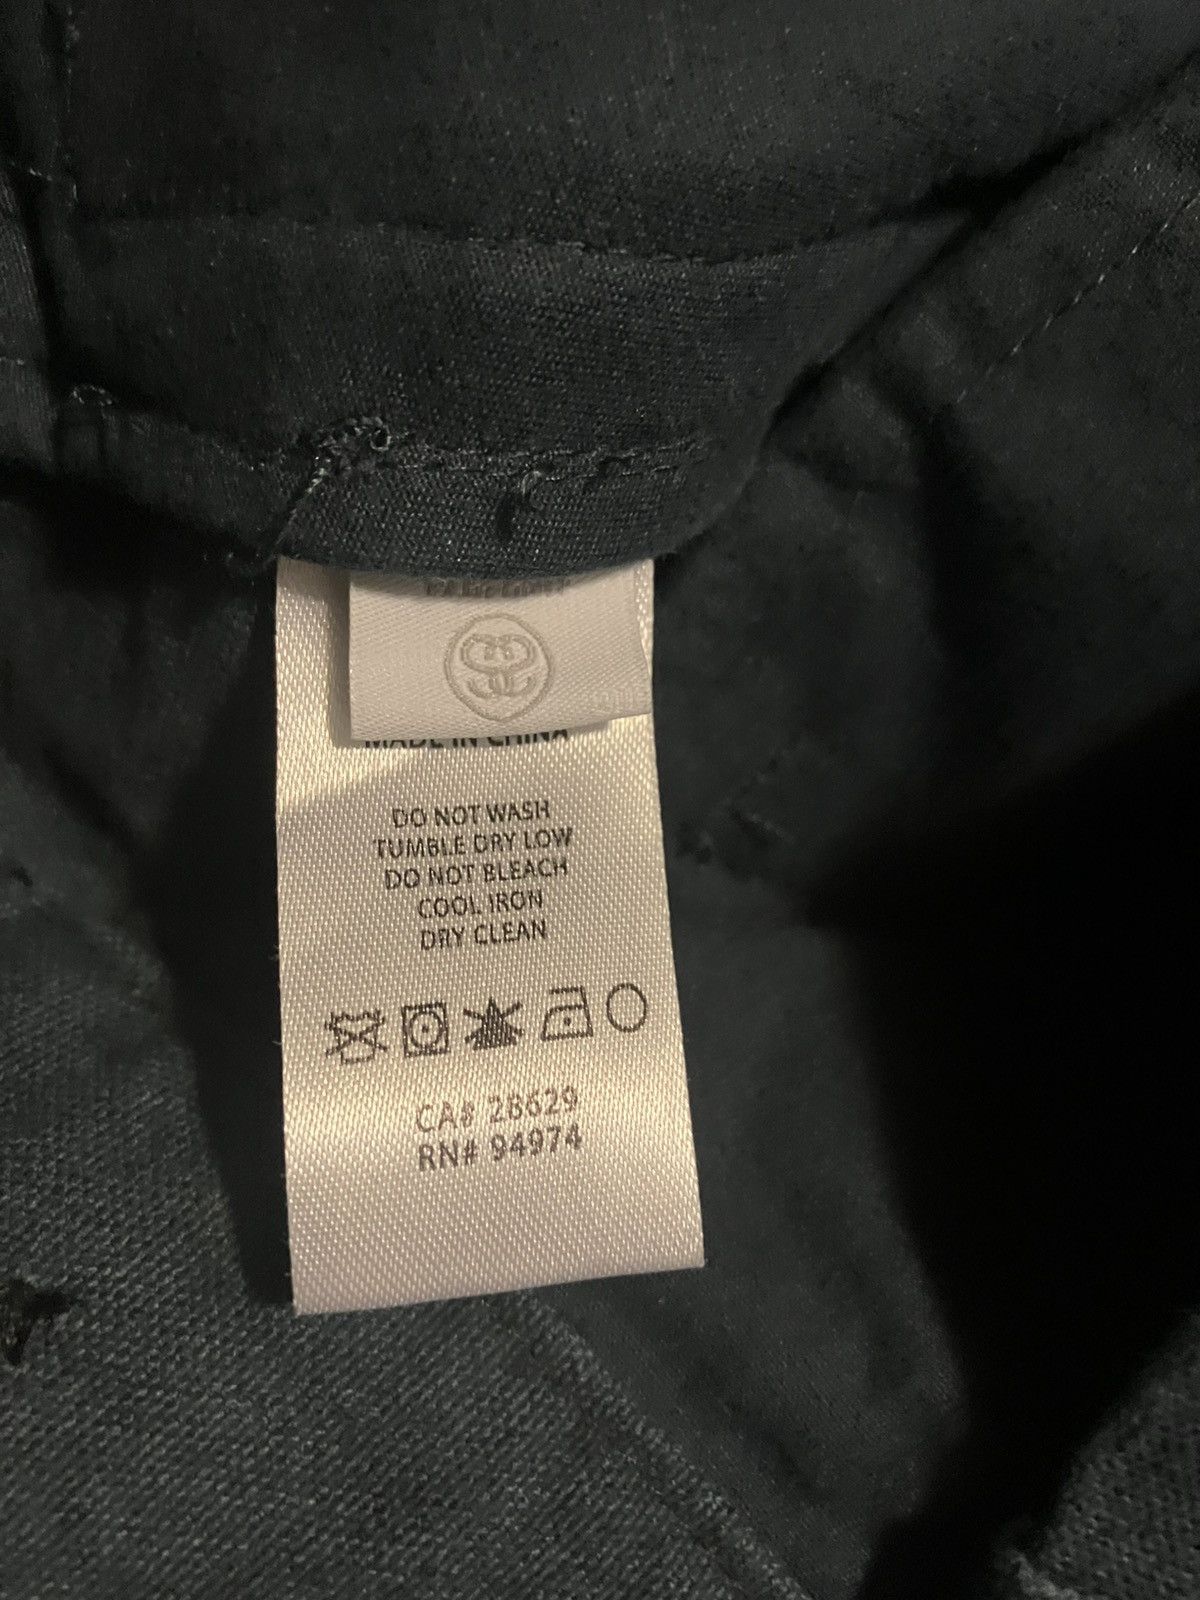 MADE IN CHINA
DO NOT WASH
TUMBLE DRY LOW
DO NOT BLEACH
COOL IRON
DRY CLEAN
CA# 28629
RN# 94974